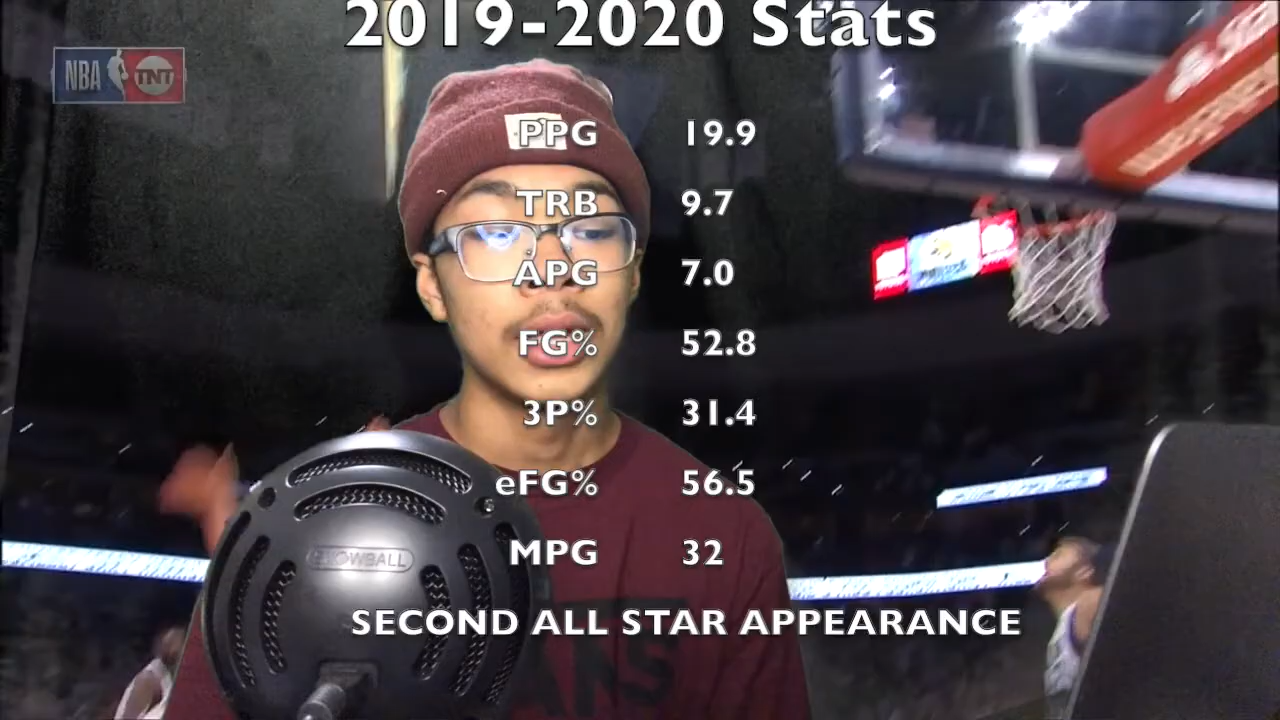 2019-2020 Stats
NBA TNT
PPG 19.9
TRB 9.7
APG 7.0
FG% 52.8
3P% 31.4
eFG% 56.5
SNOWBALL
MPG 32
SECOND ALL STAR APPEARANCE